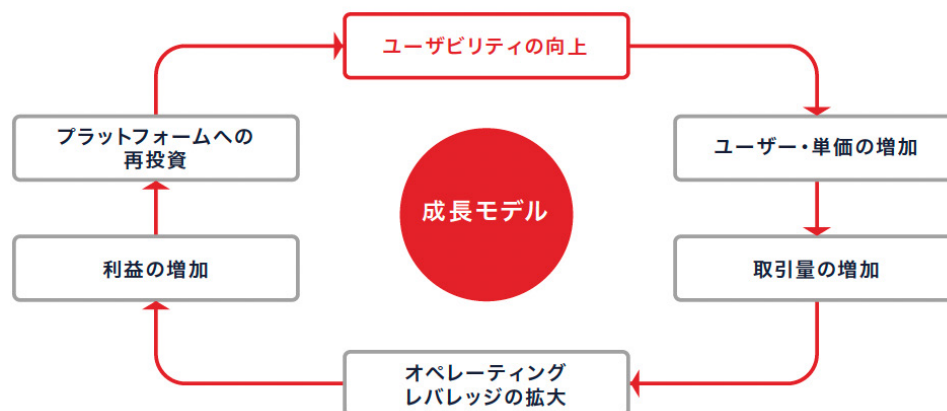 ユーザビリティの向上
プラットフォームへの
再投資
ユーザー・単価の増加
成長モデル
利益の増加
取引量の増加
オペレーティング
レバレッジの拡大